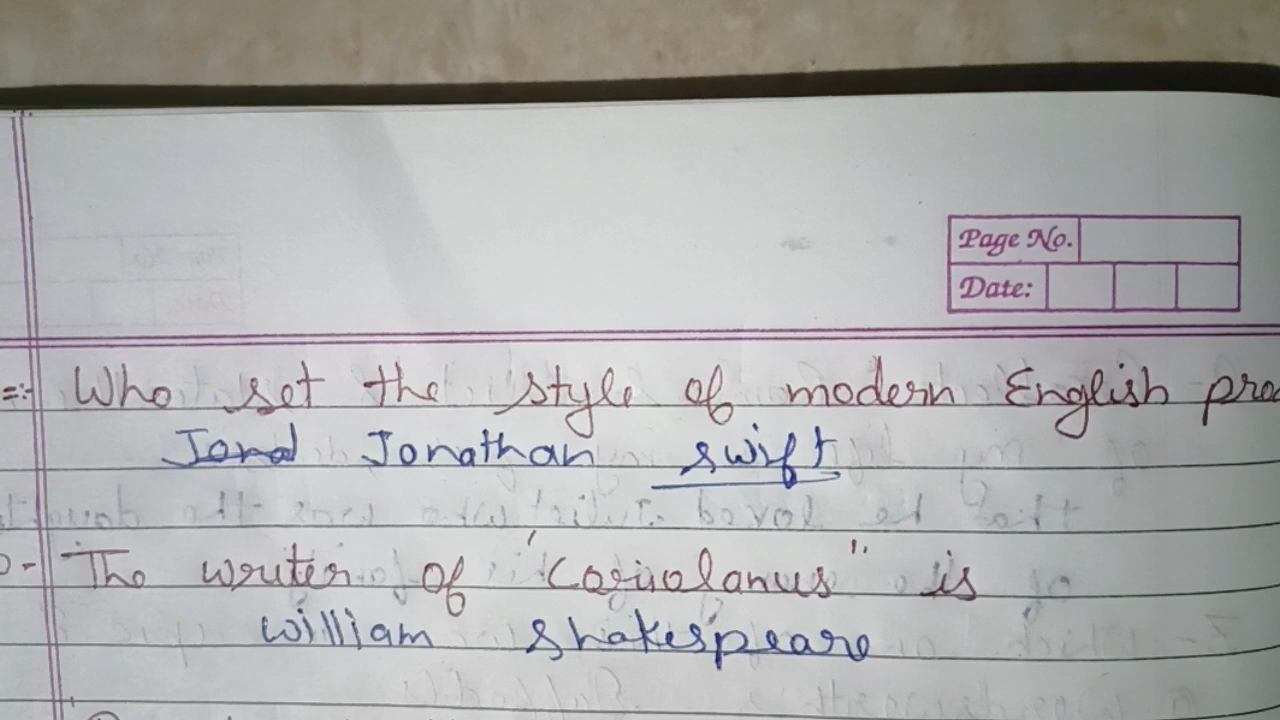 Page No.
Date:
=:- Who set the style of modern English
Jond Jonathan swift
The writer of 'Coriolanus" is
William Shakespeare